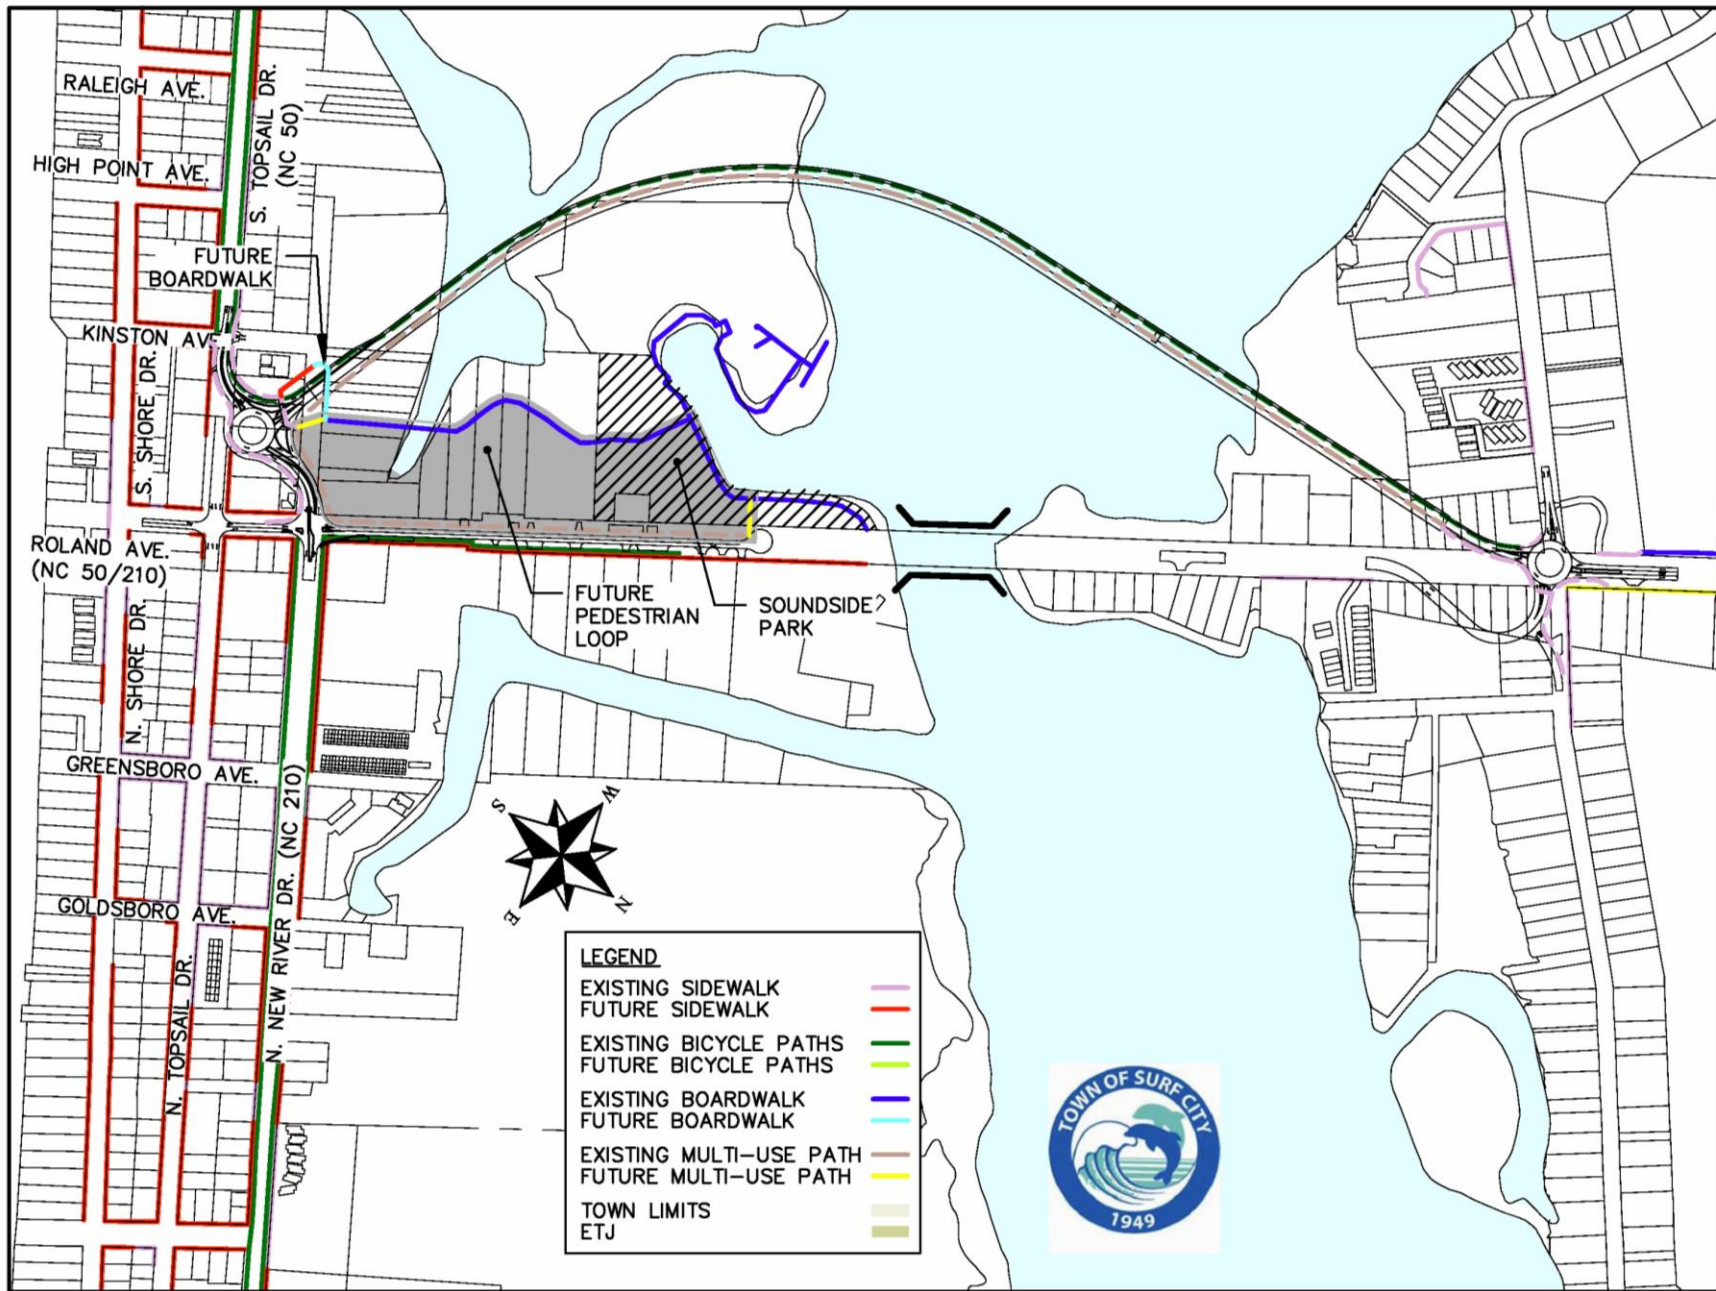 RALEIGH AVE.
HIGH POINT AVE.
S. TOPSAIL DR.
(NC 50)
FUTURE
BOARDWALK
KINSTON AVE
S. SHORE DR.
ROLAND AVE.
(NC 50/210)
FUTURE
PEDESTRIAN
LOOP
SOUNDSIDE
PARK
N. SHORE DR.
GREENSBORO AVE.
N. NEW RIVER DR. (NC 210)
GOLDSBORO AVE.
N. TOPSAIL DR.
S
W
E
N
LEGEND
EXISTING SIDEWALK
FUTURE SIDEWALK
EXISTING BICYCLE PATHS
FUTURE BICYCLE PATHS
EXISTING BOARDWALK
FUTURE BOARDWALK
EXISTING MULTI-USE PATH
FUTURE MULTI-USE PATH
TOWN LIMITS
ETJ
TOWN OF SURF CITY
1949